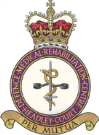 DEFENCE MEDICAL REHABILITATION CENTRE
HEADLEY COURT
PER MUTUA